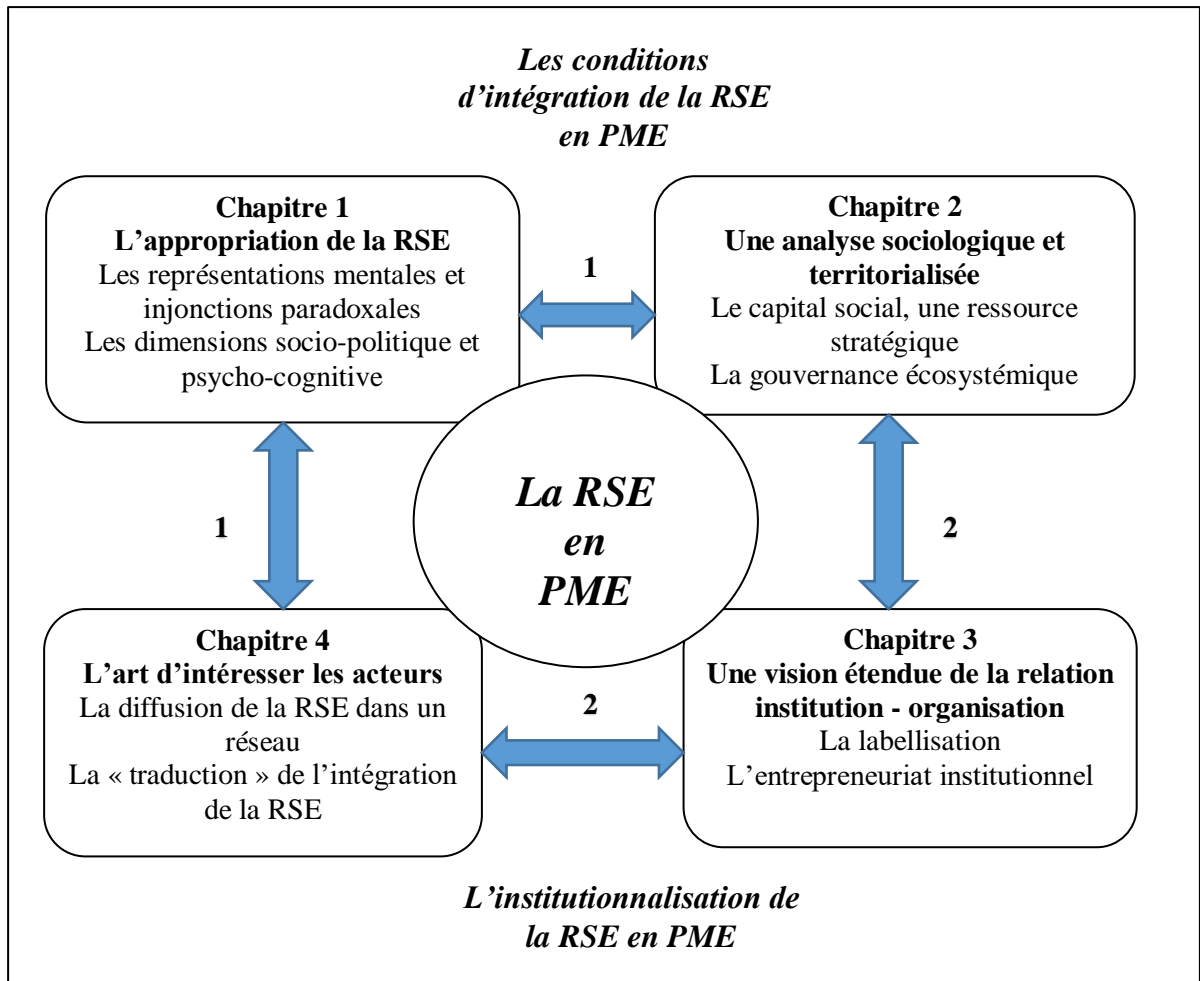 Les conditions
d'intégration de la RSE
en PME
Chapitre 1
L'appropriation de la RSE
Les représentations mentales et
injonctions paradoxales
Les dimensions socio-politique et
psycho-cognitive
1
Chapitre 2
Une analyse sociologique et
territorialisée
Le capital social, une ressource
stratégique
La gouvernance écosystémique
La RSE
en
PME
1
2
Chapitre 4
L'art d'intéresser les acteurs
La diffusion de la RSE dans un
réseau
La « traduction » de l'intégration
de la RSE
2
Chapitre 3
Une vision étendue de la relation
institution - organisation
La labellisation
L'entrepreneuriat institutionnel
L'institutionnalisation de
la RSE en PME